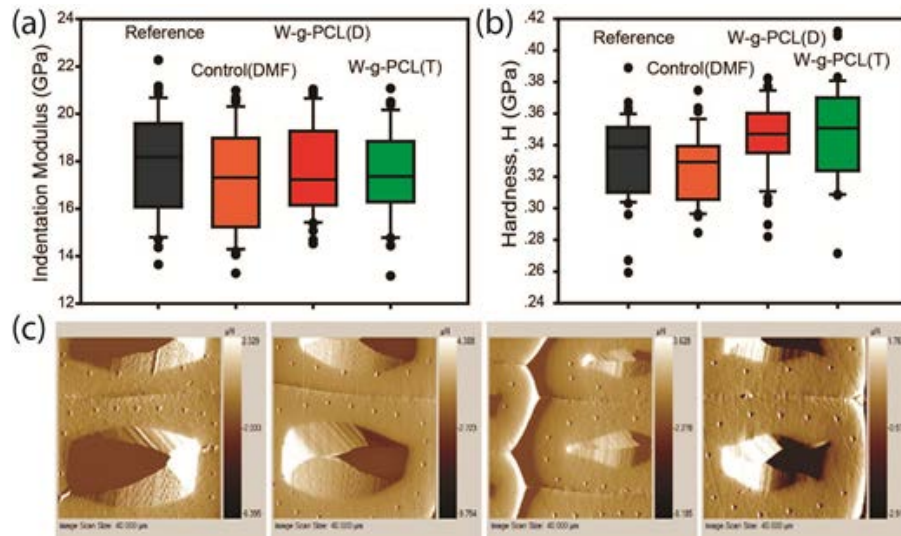 (a)
24
22
20
18
16
14
12
Indentation Modulus (GPa)
Reference
Control(DMF)
W-g-PCL(D)
W-g-PCL(T)
(b)
.42
.40
.38
.36
.34
.32
.30
.28
.26
.24
Hardness, H (GPa)
Reference
Control(DMF)
W-g-PCL(D)
W-g-PCL(T)
(c)
Image Scan Size: 40.000 µm
Image Scan Size: 40.000 µm
Image Scan Size: 40.000 µm
Image Scan Size: 40.000 µm